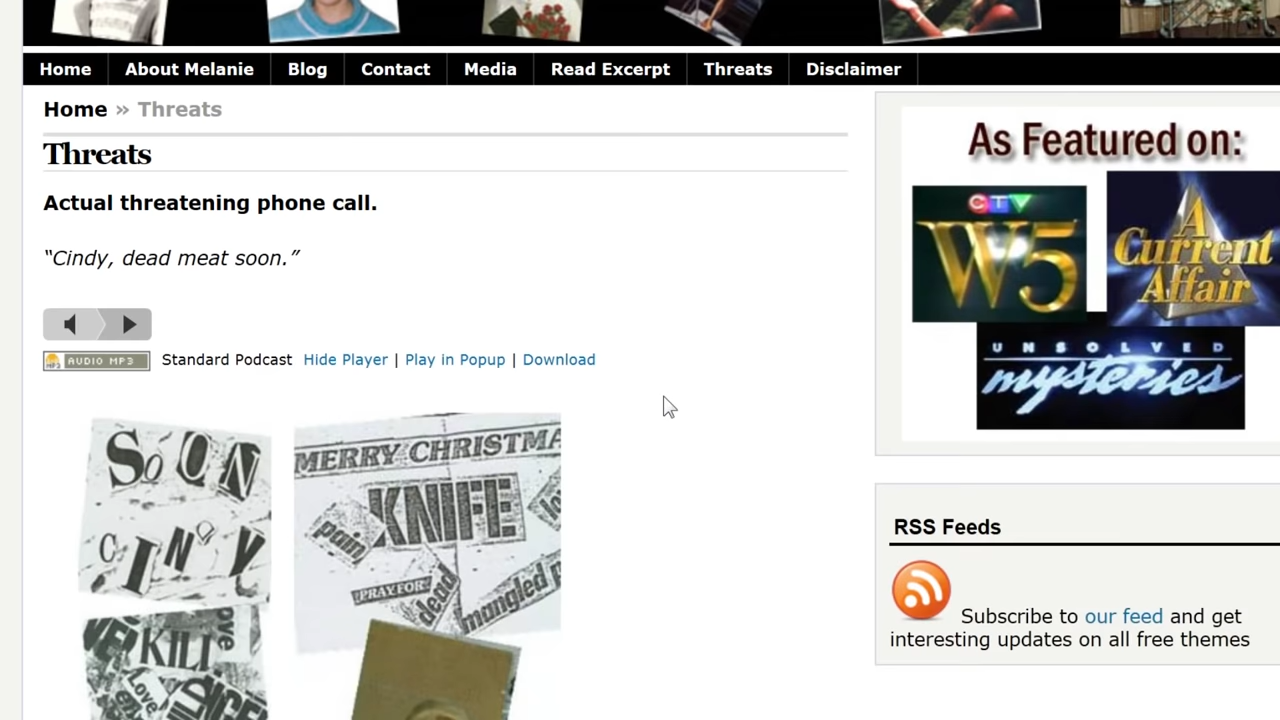 Home About Melanie Blog Contact Media Read Excerpt Threats Disclaimer
Home » Threats
Threats
Actual threatening phone call.
“Cindy, dead meat soon.”
AUDIO MP3 Standard Podcast Hide Player | Play in Popup | Download
SoON
CINDY
KILL
Love
MERRY CHRISTMA
KNIFE
pain
PRAY FOR
dead
mangled
As Featured on:
CTV
W5
A
Current
Affair
UNSOLVED
mysteries
RSS Feeds
Subscribe to our feed and get
interesting updates on all free themes